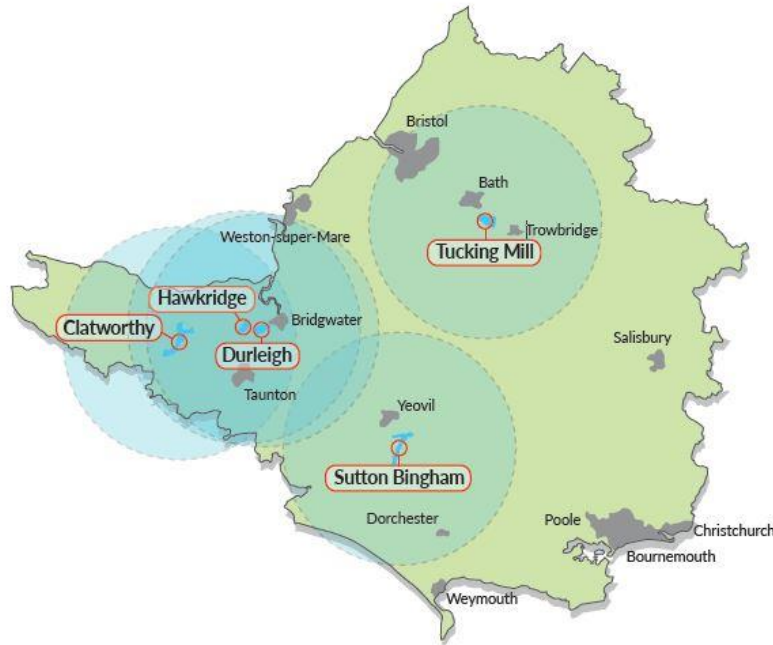 Bristol
Bath
Weston-super-Mare
Trowbridge
Tucking Mill
Hawkridge
Clatworthy
Bridgwater
Durleigh
Salisbury
Taunton
Yeovil
Sutton Bingham
Dorchester
Poole
Christchurch
Bournemouth
Weymouth